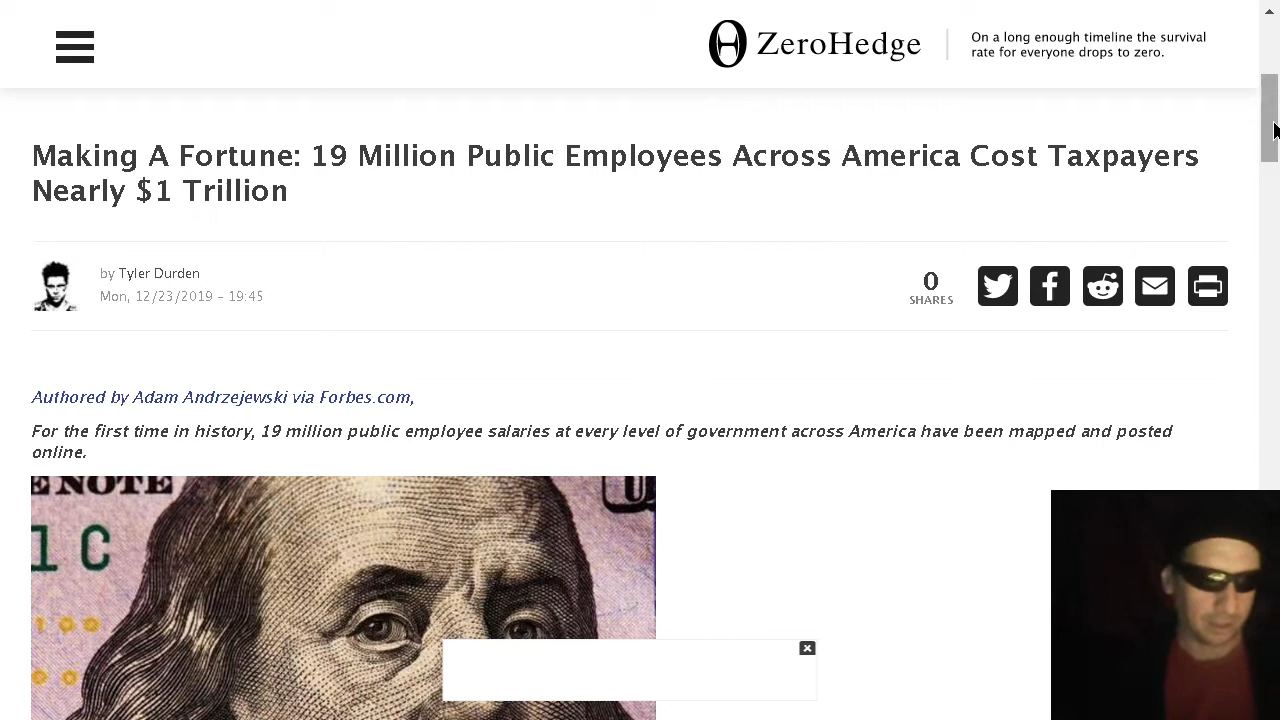 ZeroHedge
On a long enough timeline the survival
rate for everyone drops to zero.
Making A Fortune: 19 Million Public Employees Across America Cost Taxpayers
Nearly $1 Trillion
by Tyler Durden
Mon, 12/23/2019 - 19:45
0
SHARES
Authored by Adam Andrzejewski via Forbes.com,
For the first time in history, 19 million public employee salaries at every level of government across America have been mapped and posted
online.
E NOTE
1 C